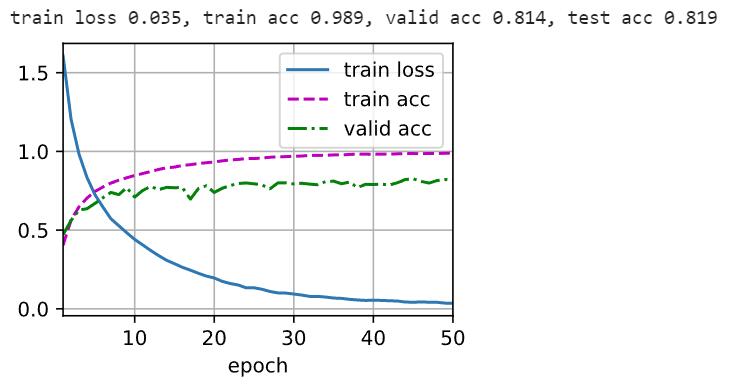 train loss 0.035, train acc 0.989, valid acc 0.814, test acc 0.819
1.5
1.0
0.5
0.0
train loss
train acc
valid acc
10 20 30 40 50
epoch